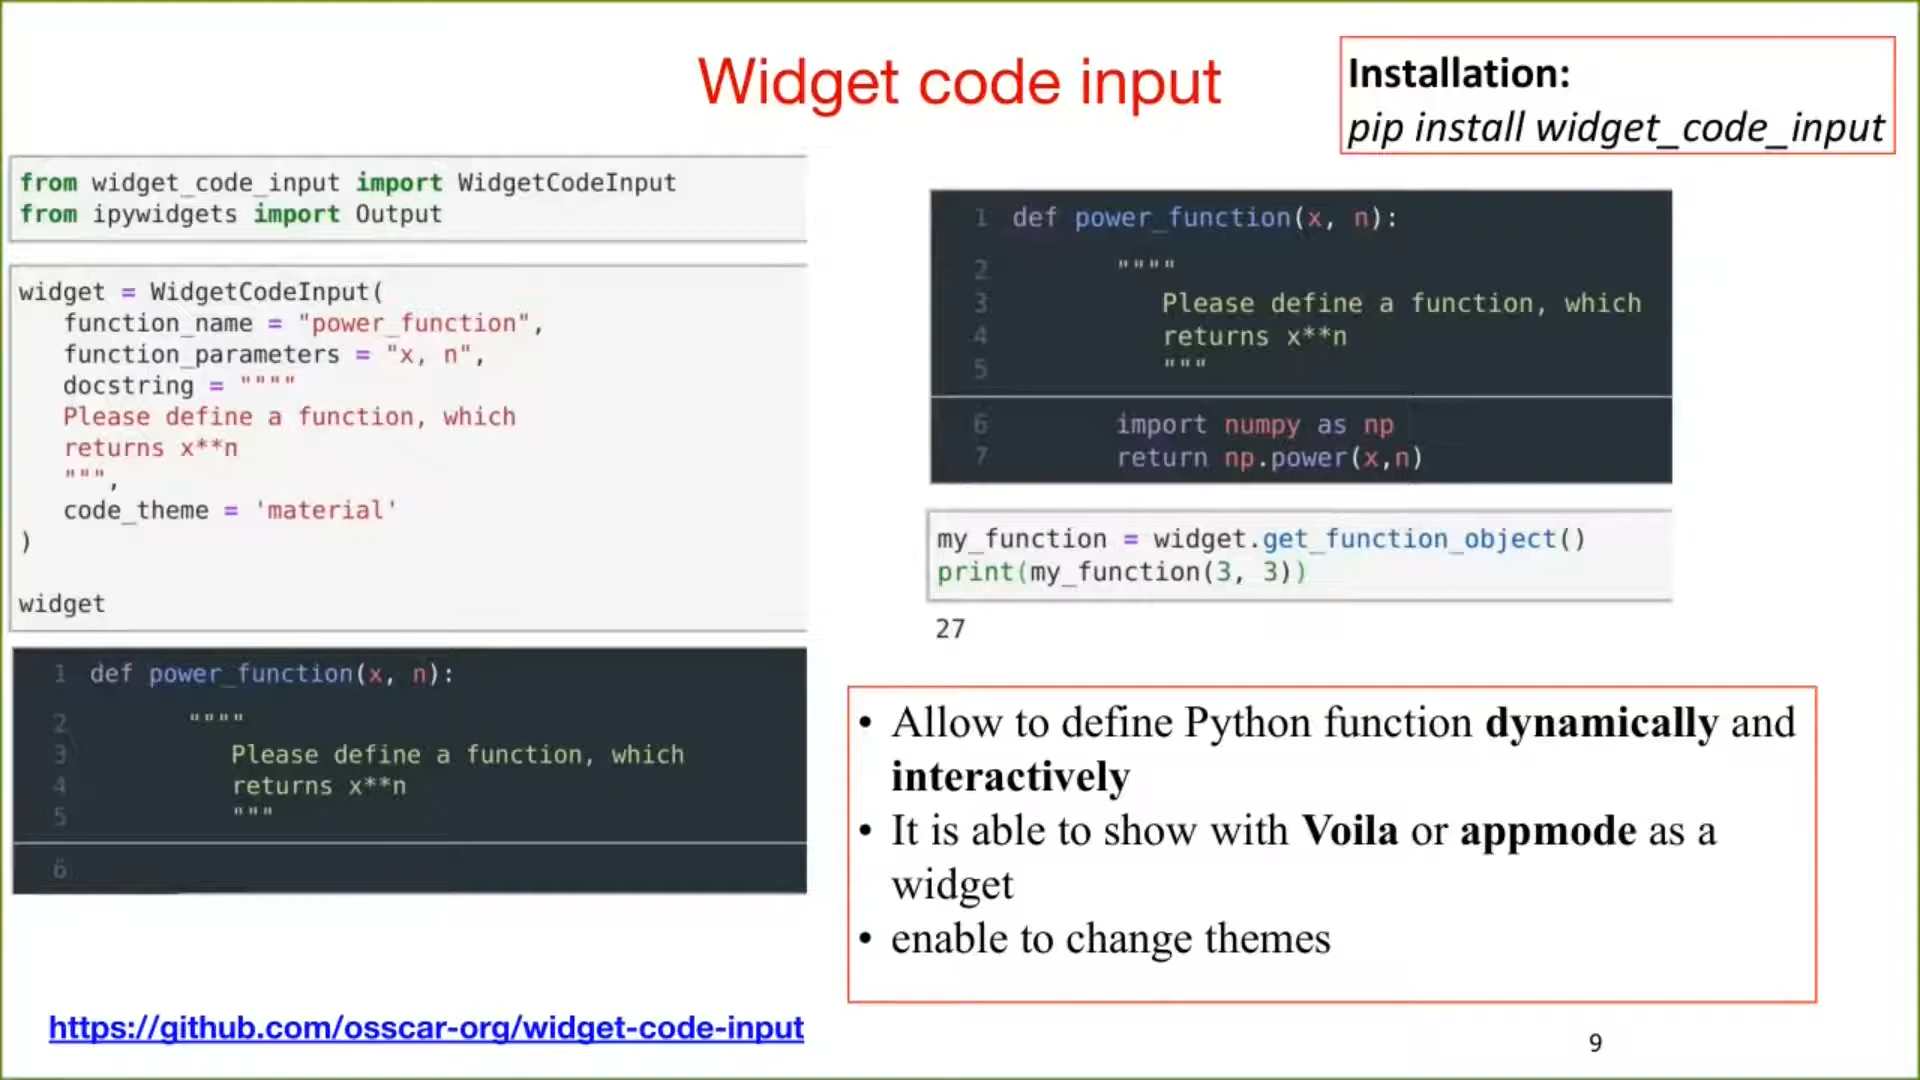 Widget code input
Installation:
pip install widget_code_input
from widget_code_input import WidgetCodeInput
from ipywidgets import Output
widget = WidgetCodeInput(
function_name = "power_function",
function_parameters = "x, n",
docstring = """"
Please define a function, which
returns x**n
""",
code_theme = 'material'
)
widget
1 def power_function(x, n):
2 """"
3 Please define a function, which
4 returns x**n
5 """
6
1 def power_function(x, n):
2 """"
3 Please define a function, which
4 returns x**n
5 """
6 import numpy as np
7 return np.power(x,n)
my_function = widget.get_function_object()
print(my_function(3, 3))
27
• Allow to define Python function dynamically and
interactively
• It is able to show with Voila or appmode as a
widget
• enable to change themes
https://github.com/osscar-org/widget-code-input
9